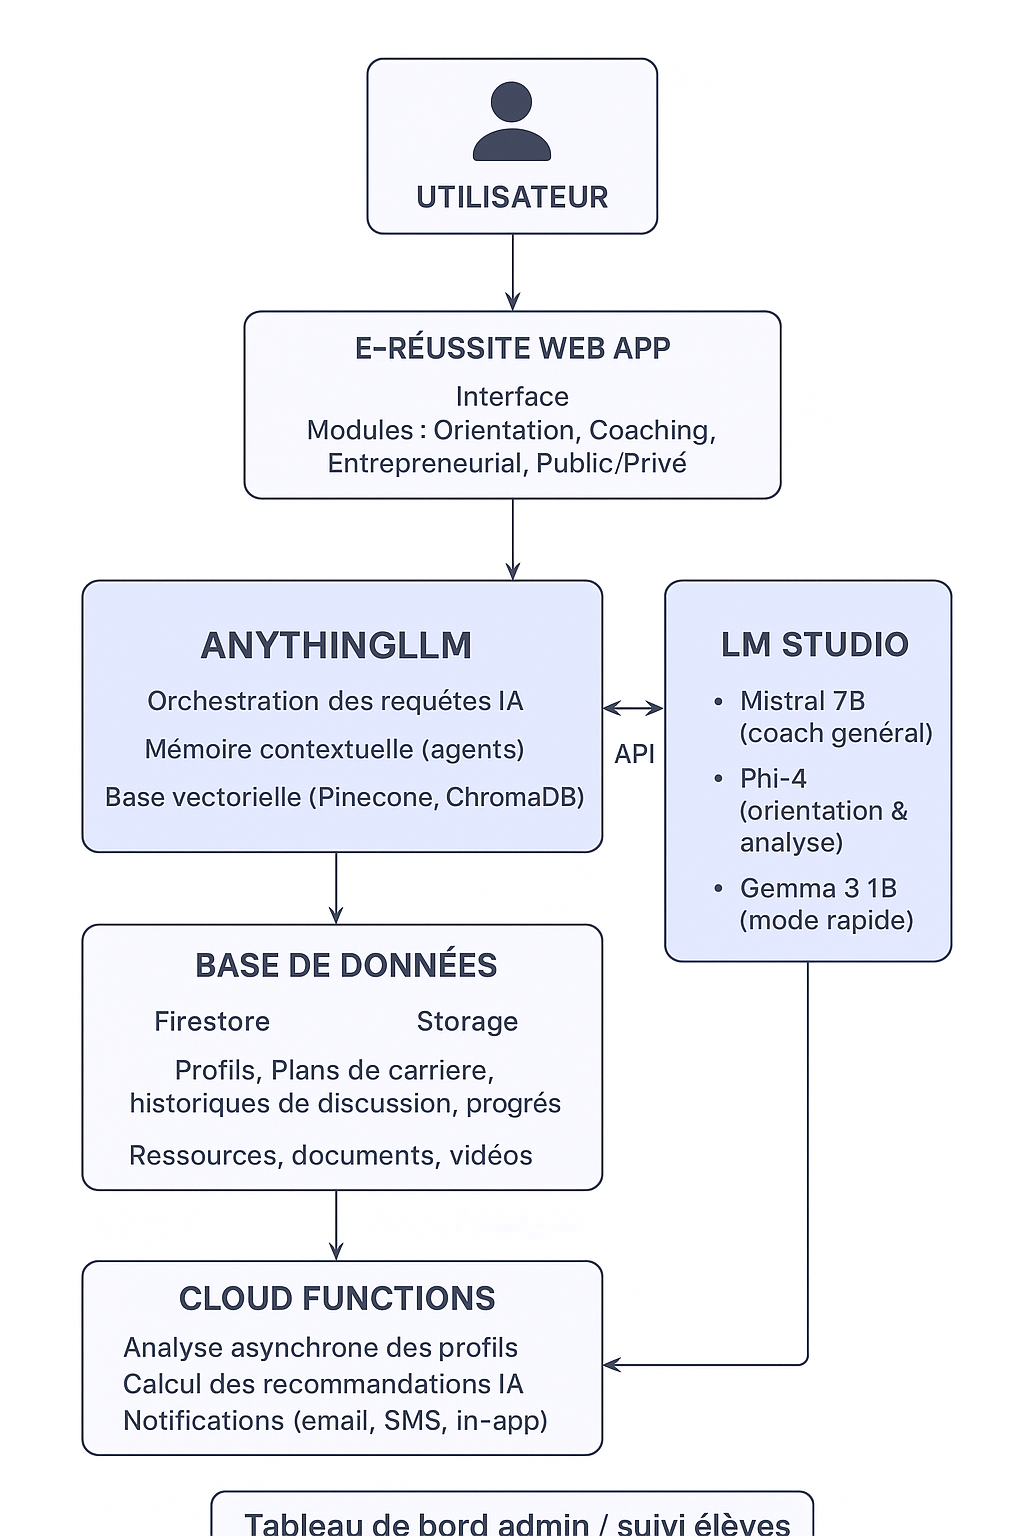 UTILISATEUR
E-RÉUSSITE WEB APP
Interface
Modules : Orientation, Coaching,
Entrepreneurial, Public/Privé
ANYTHINGLLM
Orchestration des requétes IA
Mémoire contextuelle (agents)
Base vectorielle (Pinecone, ChromaDB)
API
LM STUDIO
• Mistral 7B
(coach genéral)
• Phi-4
(orientation &
analyse)
• Gemma 3 1B
(mode rapide)
BASE DE DONNÉES
Firestore Storage
Profils, Plans de carriere,
historiques de discussion, progrés
Ressources, documents, vidéos
CLOUD FUNCTIONS
Analyse asynchrone des profils
Calcul des recommandations IA
Notifications (email, SMS, in-app)
Tableau de bord admin / suivi élèves